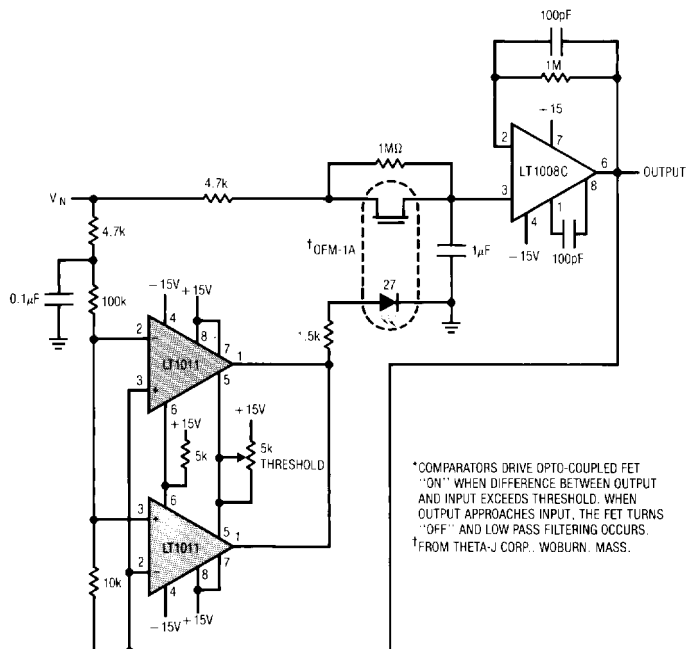 100pF
1M
-15
2
7
LT1008C
6
OUTPUT
3
8
1
4
-15V
100pF
1MΩ
VIN
4.7k
4.7k
†OFM-1A
1µF
0.1µF
100k
-15V
+15V
27
1.5k
2
4
8
7
1
LT1011
3
5
6
+15V
5k
+15V
5k
THRESHOLD
6
3
5
1
LT1011
2
7
8
4
10k
-15V
+15V
*COMPARATORS DRIVE OPTO-COUPLED FET
"ON" WHEN DIFFERENCE BETWEEN OUTPUT
AND INPUT EXCEEDS THRESHOLD. WHEN
OUTPUT APPROACHES INPUT, THE FET TURNS
"OFF" AND LOW PASS FILTERING OCCURS.
†FROM THETA-J CORP., WOBURN, MASS.